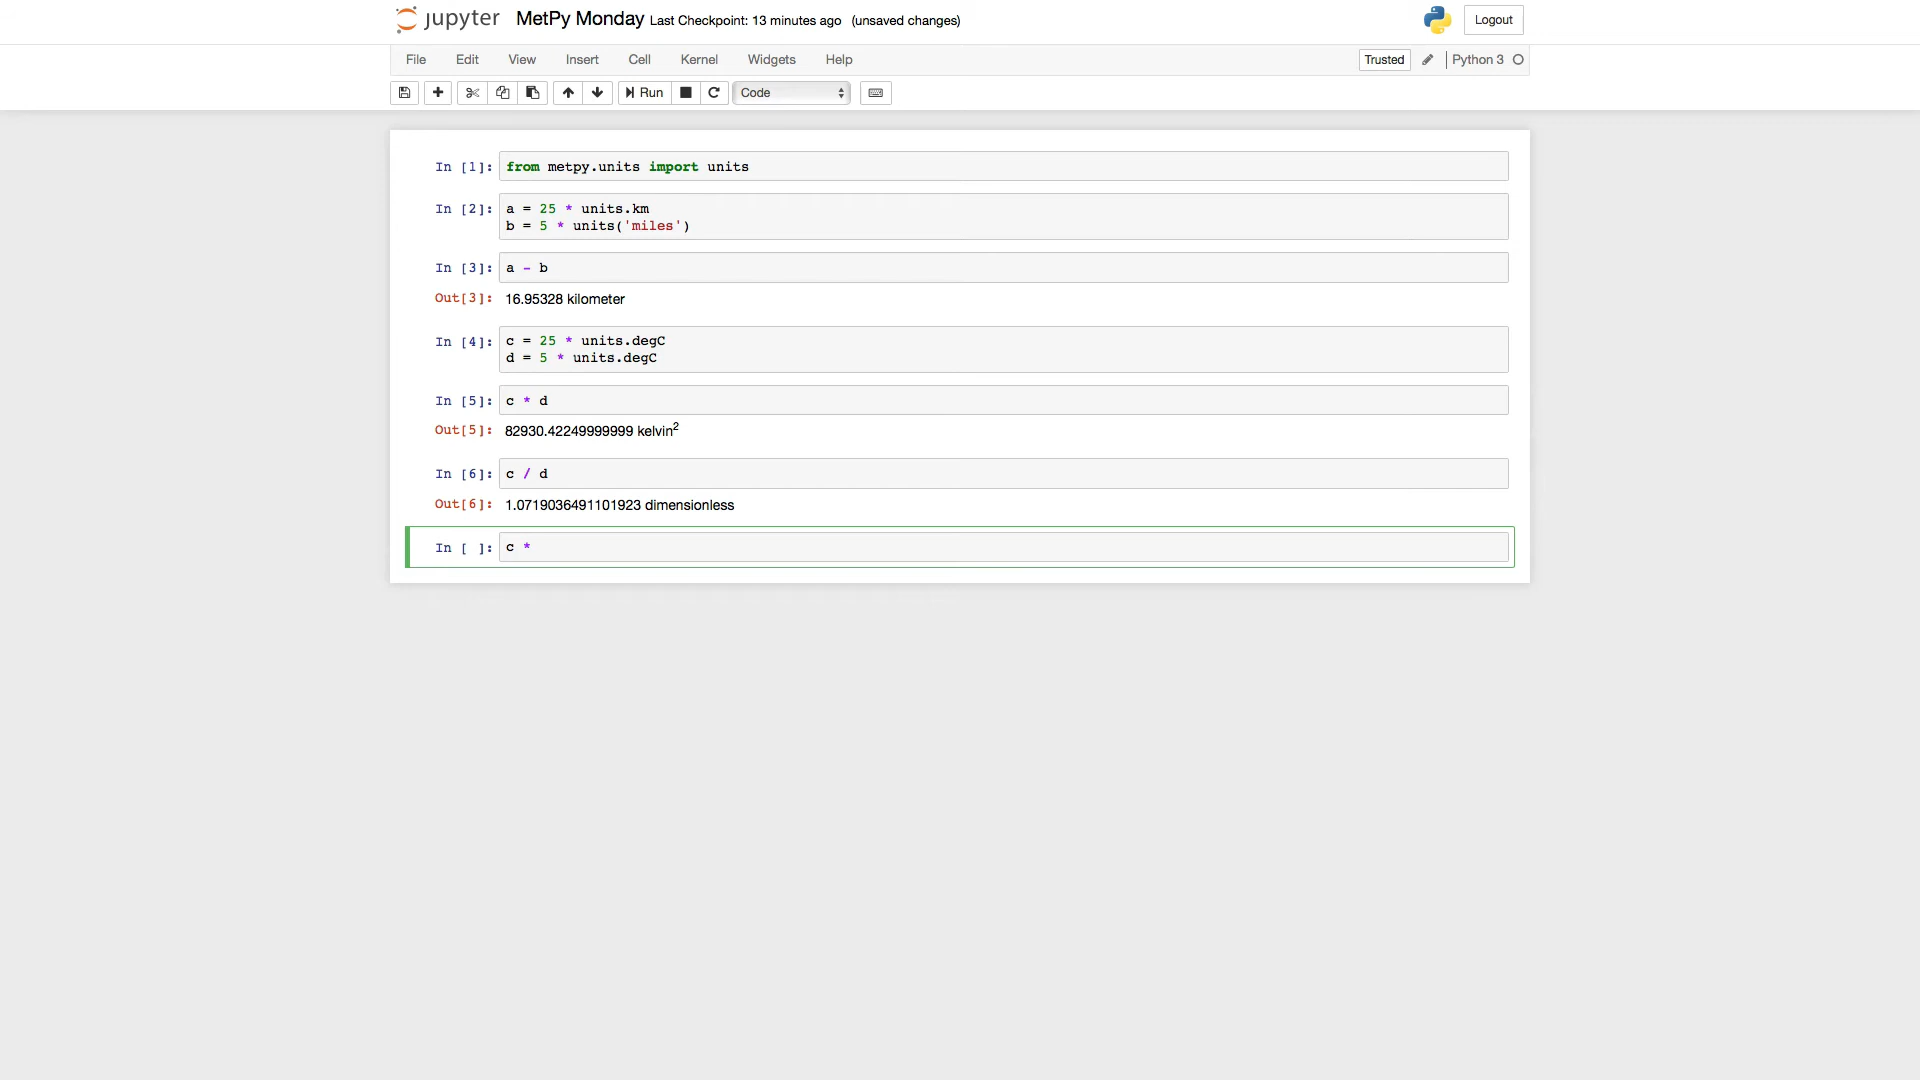 jupyter MetPy Monday Last Checkpoint: 13 minutes ago (unsaved changes) Logout
File Edit View Insert Cell Kernel Widgets Help Trusted Python 3
Run Code
In [1]: from metpy.units import units
In [2]: a = 25 * units.km
b = 5 * units('miles')
In [3]: a - b
Out[3]: 16.95328 kilometer
In [4]: c = 25 * units.degC
d = 5 * units.degC
In [5]: c * d
Out[5]: 82930.42249999999 kelvin²
In [6]: c / d
Out[6]: 1.0719036491101923 dimensionless
In [ ]: c *